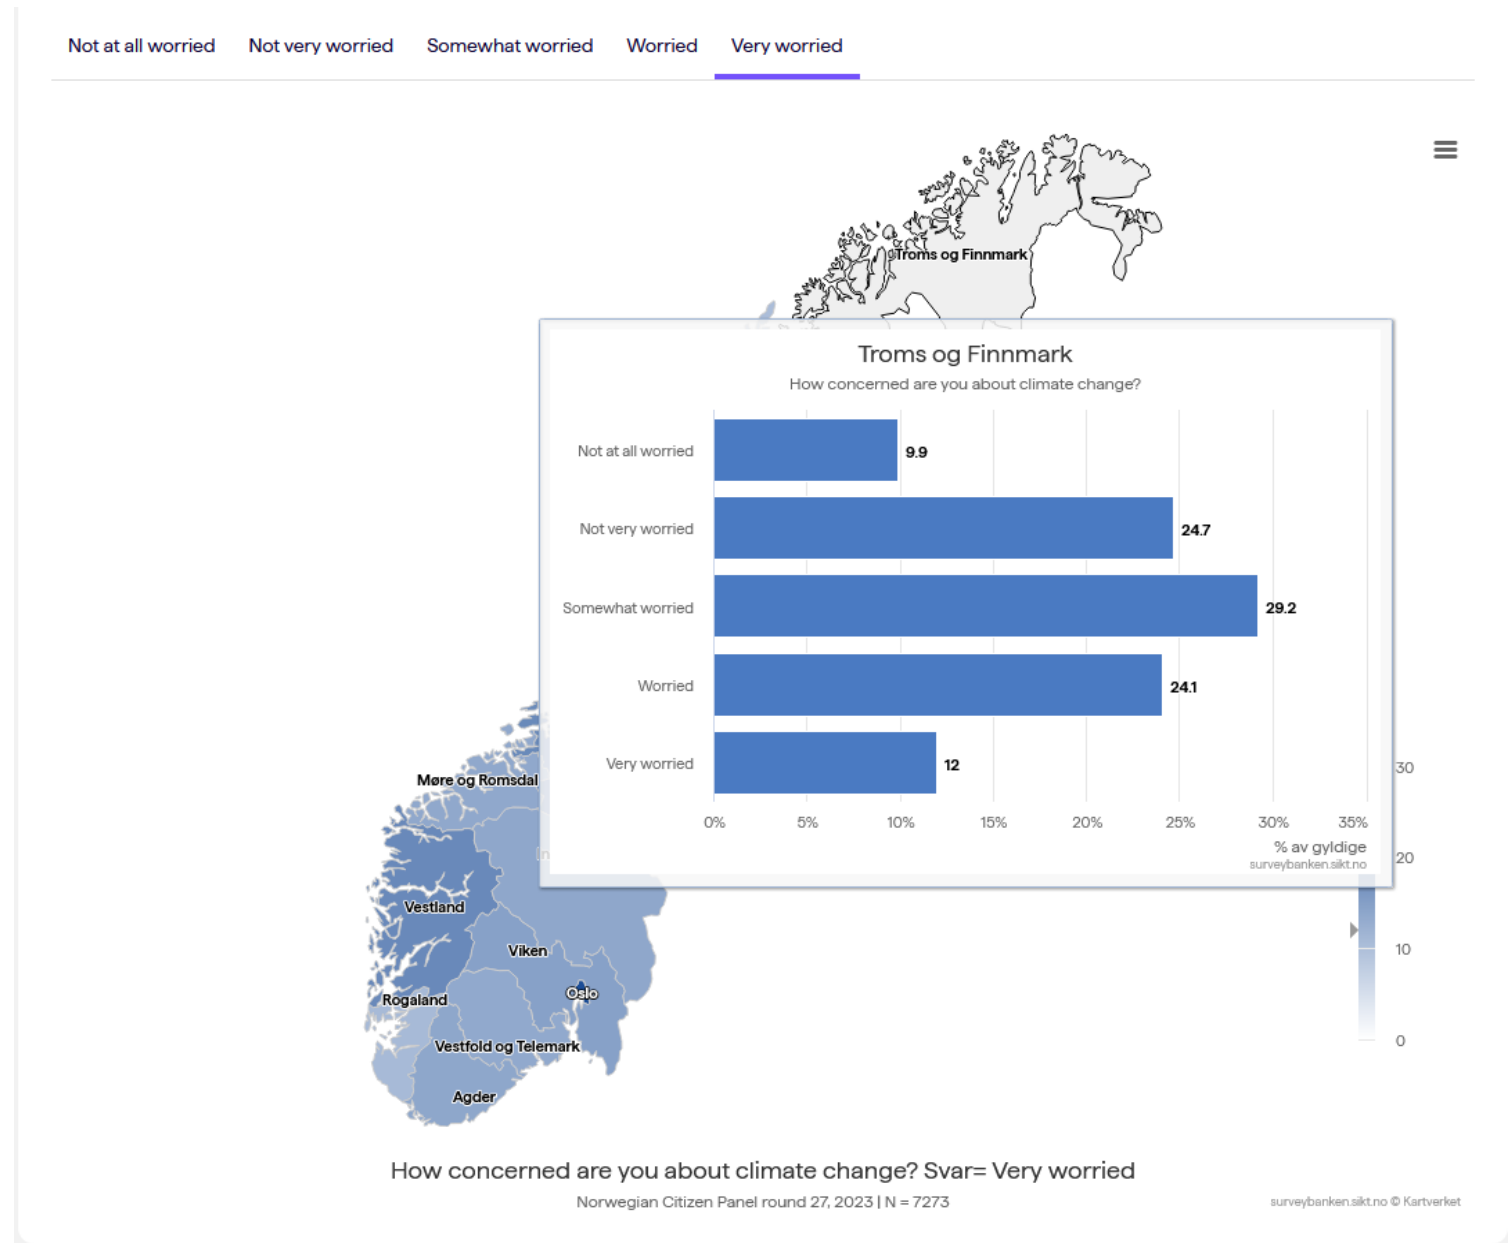 Not at all worried Not very worried Somewhat worried Worried Very worried
Troms og Finnmark
Troms og Finnmark
How concerned are you about climate change?
Not at all worried 9.9
Not very worried 24.7
Somewhat worried 29.2
Worried 24.1
Very worried 12
0% 5% 10% 15% 20% 25% 30% 35%
% av gyldige
surveybanken.sikt.no
30
20
10
0
Møre og Romsdal
Vestland
Viken
Oslo
Rogaland
Vestfold og Telemark
Agder
How concerned are you about climate change? Svar= Very worried
Norwegian Citizen Panel round 27, 2023 | N = 7273
surveybanken.sikt.no © Kartverket